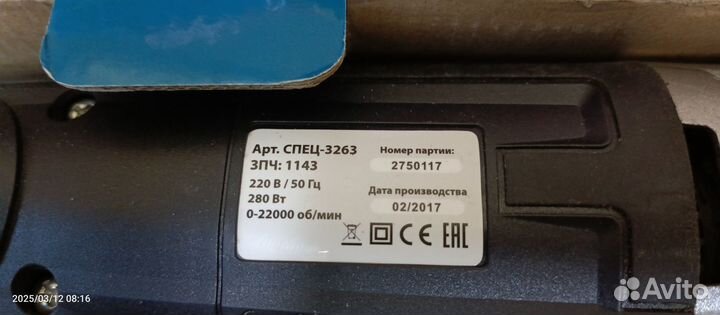 Арт. СПЕЦ-3263
ЗПЧ: 1143
220 В / 50 Гц
280 Вт
0-22000 об/мин
Номер партии:
2750117
Дата производства
02/2017
CE EAC
2025/03/12 08:16
Avito